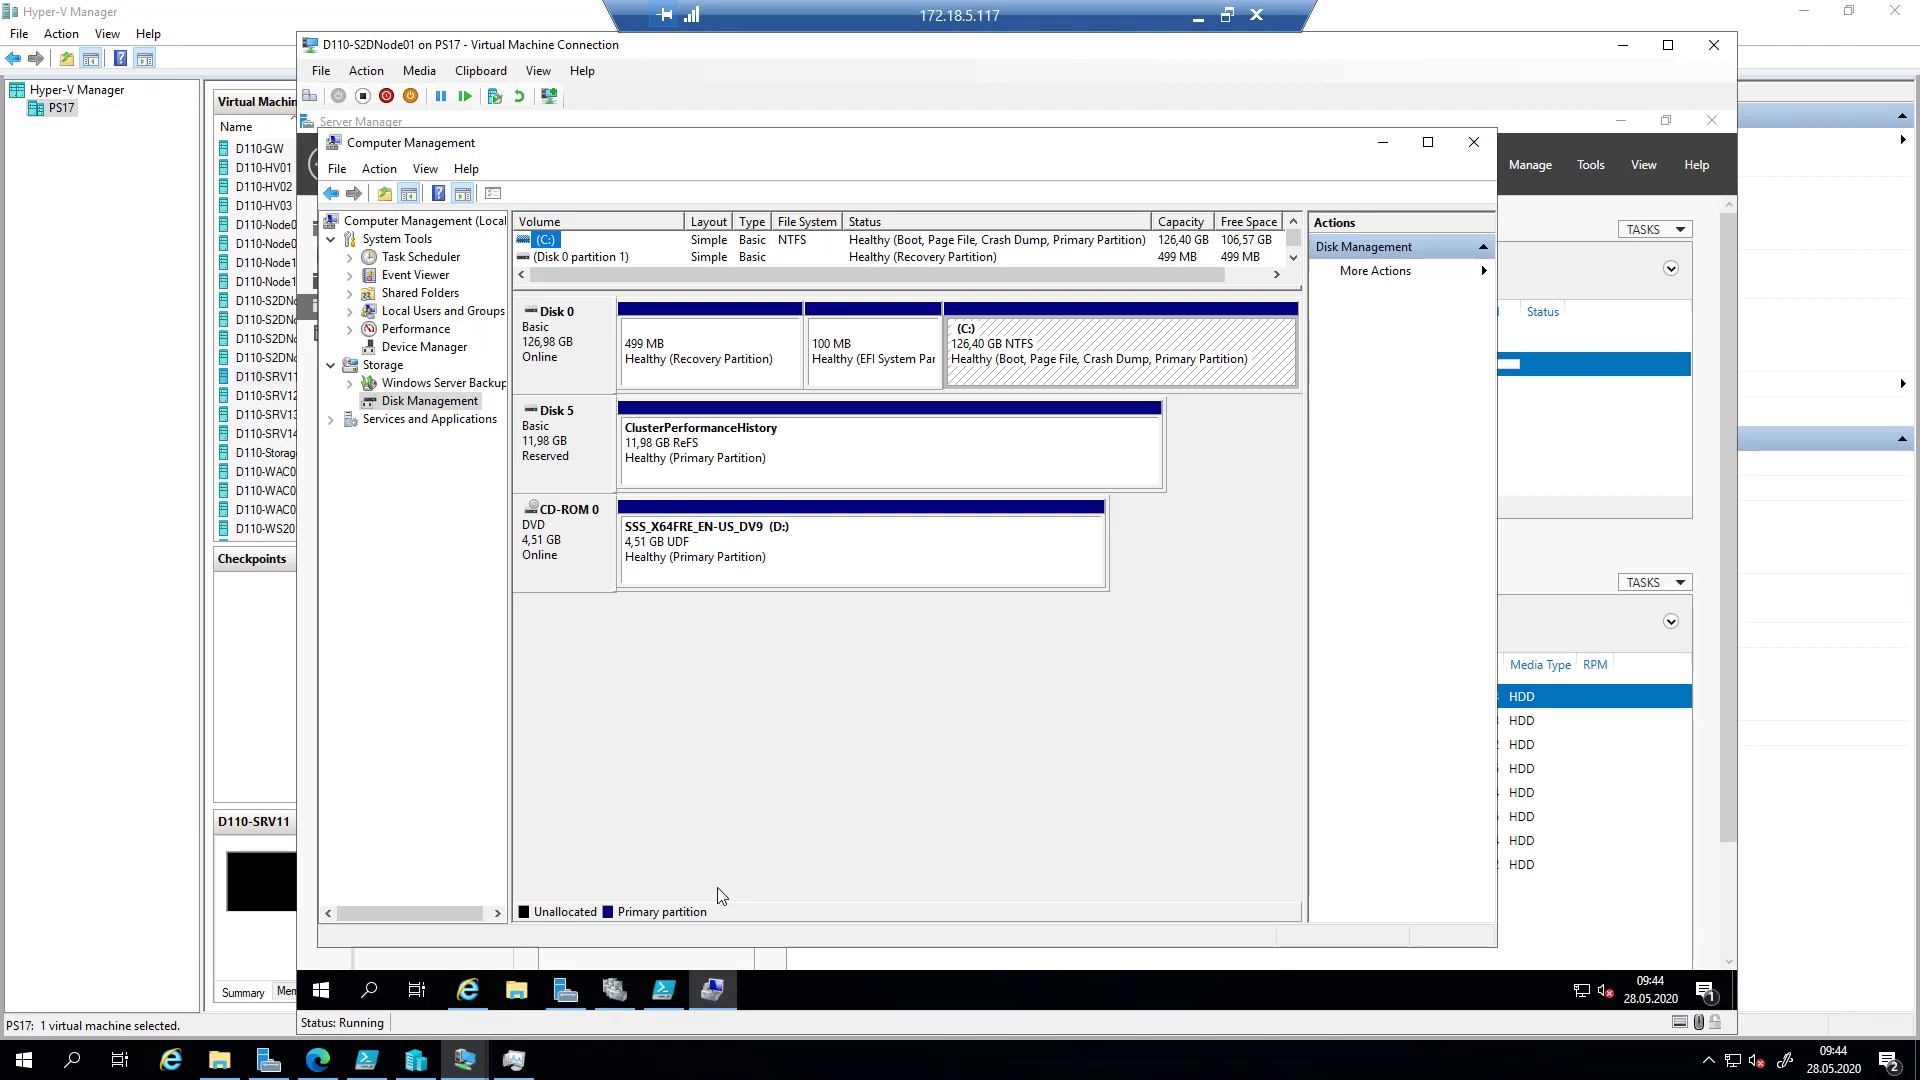 Hyper-V Manager
File Action View Help
172.18.5.117
Hyper-V Manager
PS17
Virtual Machin
Name
D110-GW
D110-HV01
D110-HV02
D110-HV03
D110-Node0
D110-Node0
D110-Node1
D110-Node1
D110-S2DNo
D110-S2DNo
D110-S2DNo
D110-S2DNo
D110-SRV11
D110-SRV12
D110-SRV13
D110-SRV14
D110-Storag
D110-WAC0
D110-WAC0
D110-WAC0
D110-WS20
Checkpoints
D110-SRV11
Summary Mem
PS17: 1 virtual machine selected.
D110-S2DNode01 on PS17 - Virtual Machine Connection
File Action Media Clipboard View Help
Server Manager
Manage Tools View Help
TASKS
Status
TASKS
Media Type RPM
HDD
HDD
HDD
HDD
HDD
HDD
HDD
HDD
Computer Management
File Action View Help
Computer Management (Local
System Tools
Task Scheduler
Event Viewer
Shared Folders
Local Users and Groups
Performance
Device Manager
Storage
Windows Server Backup
Disk Management
Services and Applications
Volume Layout Type File System Status Capacity Free Space
(C:) Simple Basic NTFS Healthy (Boot, Page File, Crash Dump, Primary Partition) 126,40 GB 106,57 GB
(Disk 0 partition 1) Simple Basic Healthy (Recovery Partition) 499 MB 499 MB
Disk 0
Basic
126,98 GB
Online
499 MB
Healthy (Recovery Partition)
100 MB
Healthy (EFI System Par
(C:)
126,40 GB NTFS
Healthy (Boot, Page File, Crash Dump, Primary Partition)
Disk 5
Basic
11,98 GB
Reserved
ClusterPerformanceHistory
11,98 GB ReFS
Healthy (Primary Partition)
CD-ROM 0
DVD
4,51 GB
Online
SSS_X64FRE_EN-US_DV9 (D:)
4,51 GB UDF
Healthy (Primary Partition)
Unallocated Primary partition
Actions
Disk Management
More Actions
09:44
28.05.2020
1
Status: Running
09:44
28.05.2020
2